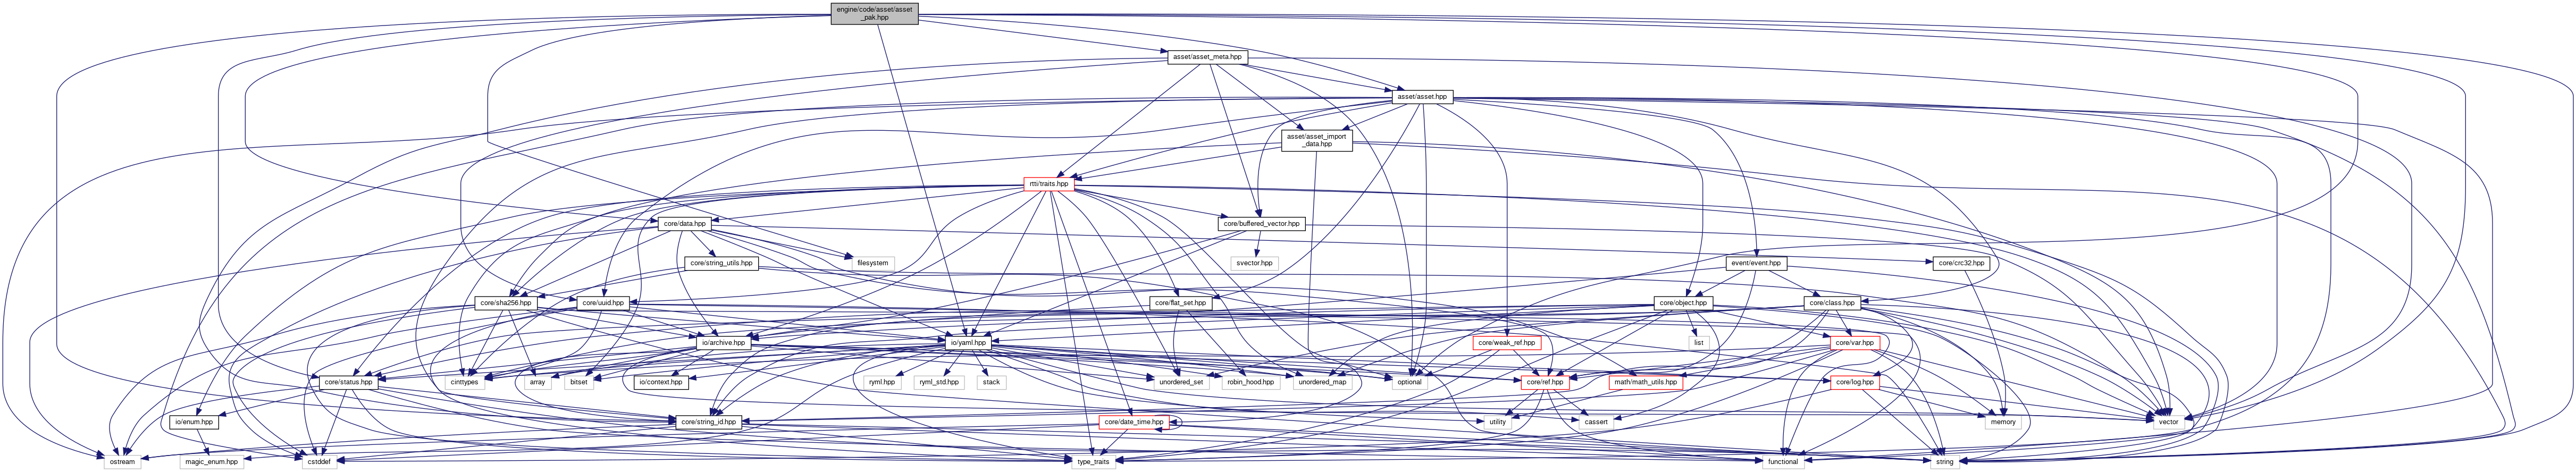 engine/code/asset/asset
_pak.hpp
asset/asset_meta.hpp
asset/asset.hpp
asset/asset_import
_data.hpp
rtti/traits.hpp
core/data.hpp
core/buffered_vector.hpp
filesystem
core/string_utils.hpp
svector.hpp
event/event.hpp
core/crc32.hpp
core/sha256.hpp
core/uuid.hpp
core/flat_set.hpp
core/object.hpp
core/class.hpp
io/archive.hpp
io/yaml.hpp
core/weak_ref.hpp
list
core/var.hpp
core/status.hpp
cinttypes
array
bitset
io/context.hpp
ryml.hpp
ryml_std.hpp
stack
unordered_set
robin_hood.hpp
unordered_map
optional
core/ref.hpp
math/math_utils.hpp
core/log.hpp
io/enum.hpp
core/string_id.hpp
core/date_time.hpp
utility
cassert
memory
vector
ostream
magic_enum.hpp
cstddef
type_traits
functional
string